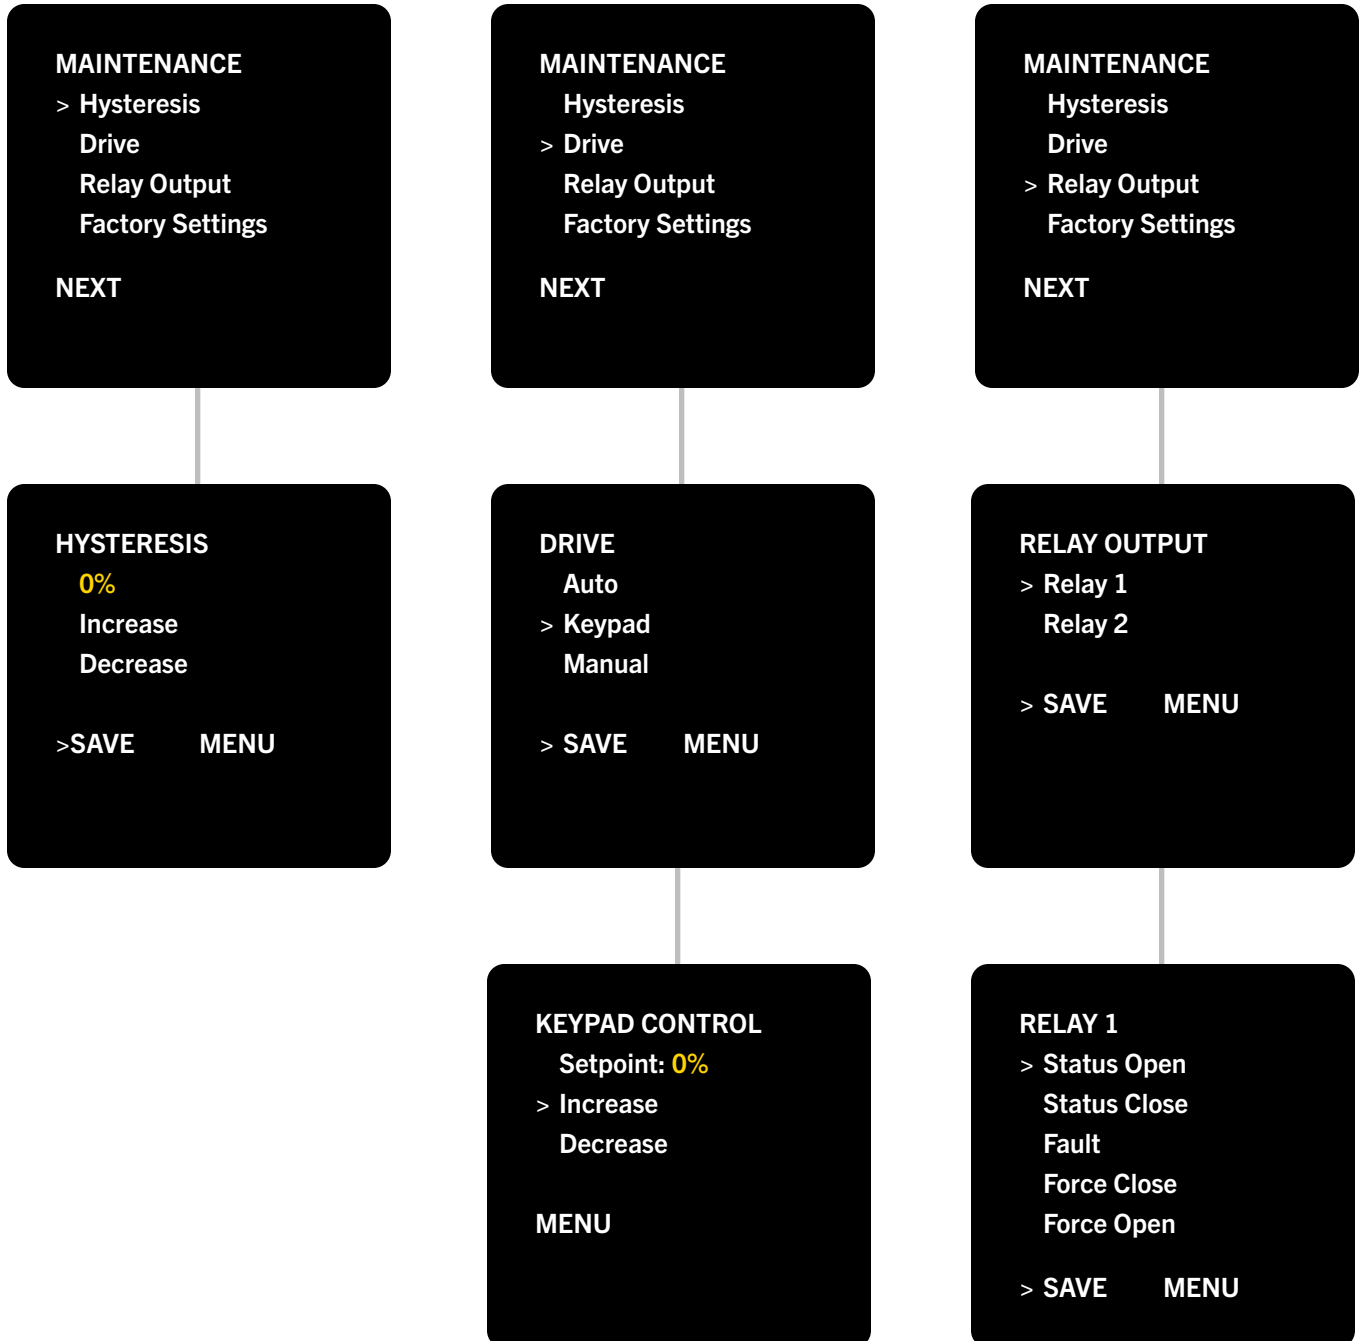 MAINTENANCE
> Hysteresis
Drive
Relay Output
Factory Settings
NEXT
MAINTENANCE
Hysteresis
> Drive
Relay Output
Factory Settings
NEXT
MAINTENANCE
Hysteresis
Drive
> Relay Output
Factory Settings
NEXT
HYSTERESIS
0%
Increase
Decrease
>SAVE MENU
DRIVE
Auto
> Keypad
Manual
> SAVE MENU
RELAY OUTPUT
> Relay 1
Relay 2
> SAVE MENU
KEYPAD CONTROL
Setpoint: 0%
> Increase
Decrease
MENU
RELAY 1
> Status Open
Status Close
Fault
Force Close
Force Open
> SAVE MENU